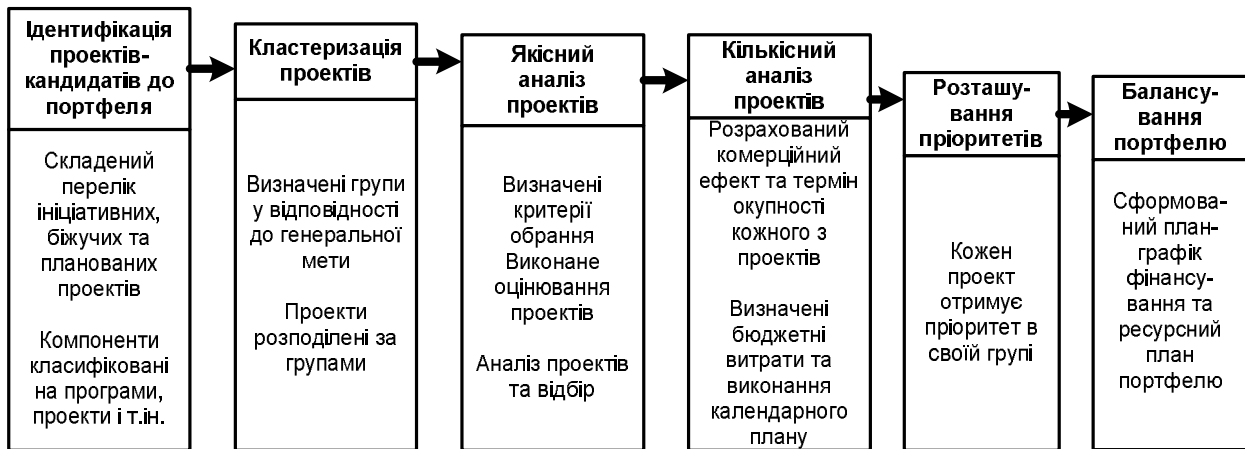 Ідентифікація
проектів-
кандидатів до
портфеля
Складений
перелік
ініціативних,
біжучих та
планованих
проектів
Компоненти
класифіковані
на програми,
проекти і т.ін.
Кластеризація
проектів
Визначені групи
у відповідності
до генеральної
мети
Проекти
розподілені за
групами
Якісний
аналіз
проектів
Визначені
критерії
обрання
Виконане
оцінювання
проектів
Аналіз проектів
та відбір
Кількісний
аналіз
проектів
Розрахований
комерційний
ефект та термін
окупності
кожного з
проектів
Визначені
бюджетні
витрати та
виконання
календарного
плану
Розташу-
вання
пріоритетів
Кожен
проект
отримує
пріоритет в
своїй групі
Балансу-
вання
портфелю
Сформова-
ний план-
графік
фінансу-
вання та
ресурсний
план
портфелю